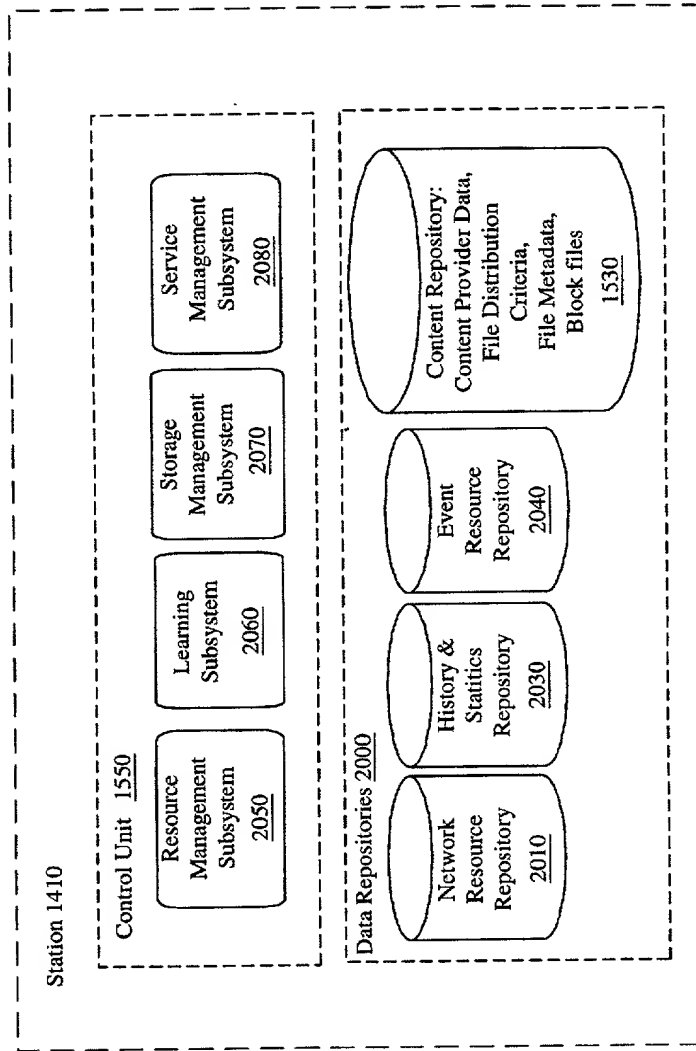 Station 1410
Control Unit 1550
Resource
Management
Subsystem
2050
Learning
Subsystem
2060
Storage
Management
Subsystem
2070
Service
Management
Subsystem
2080
Data Repositories 2000
Network
Resource
Repository
2010
History &
Statitics
Repository
2030
Event
Resource
Repository
2040
Content Repository:
Content Provider Data,
File Distribution
Criteria,
File Metadata,
Block files
1530